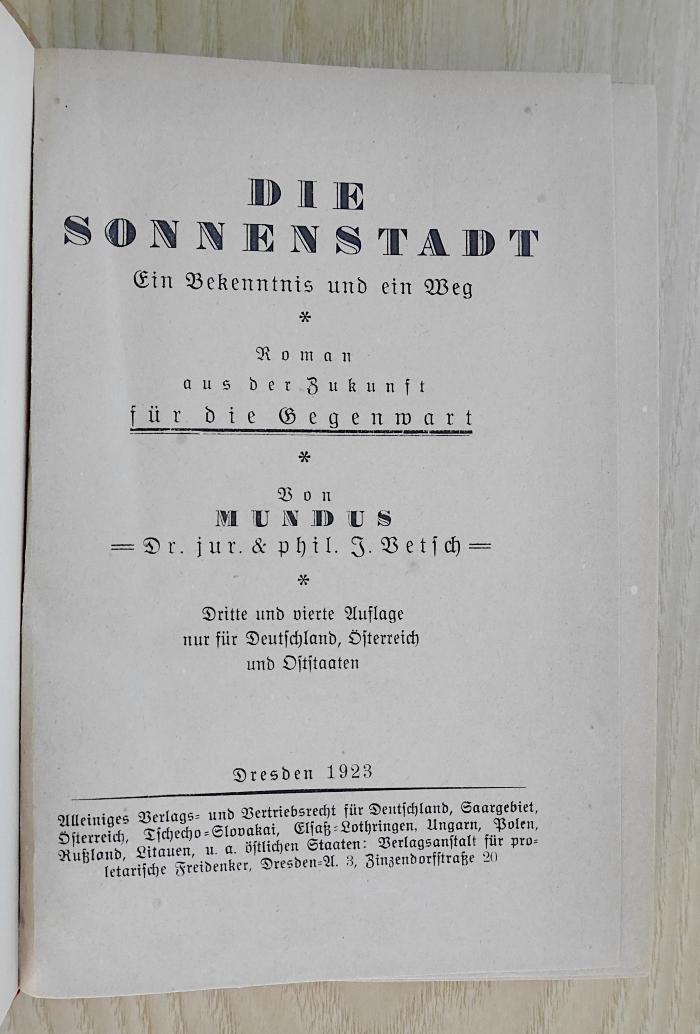 DIE
SONNENSTADT
Ein Bekenntnis und ein Weg
*
Roman
aus der Zukunft
für die Gegenwart
*
Von
MUNDUS
= Dr. jur. & phil. J. Vetsch =
*
Dritte und vierte Auflage
nur für Deutschland, Österreich
und Oststaaten
Dresden 1923
Alleiniges Verlags- und Vertriebsrecht für Deutschland, Saargebiet,
Österreich, Tschecho-Slovakai, Elsaß-Lothringen, Ungarn, Polen,
Rußland, Litauen, u. a. östlichen Staaten: Verlagsanstalt für pro-
letarische Freidenker, Dresden-A. 3, Zinzendorfstraße 20